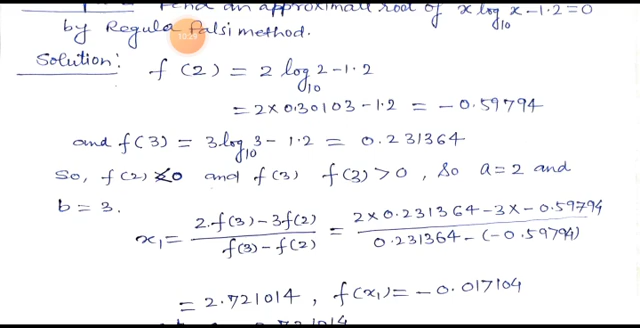 Find an approximate root of x log₁₀ x - 1.2 = 0
by Regula falsi method.
10:23
Solution: f(2) = 2 log₁₀ 2 - 1.2
= 2×0.30103 - 1.2 = -0.59794
and f(3) = 3 log₁₀ 3 - 1.2 = 0.231364
So, f(2) < 0 and f(3) f(3) > 0, So a = 2 and
b = 3.
x₁ = (2.f(3) - 3f(2)) / (f(3) - f(2)) = (2 × 0.231364 - 3 × -0.59794) / (0.231364 - (-0.59794))
= 2.721014, f(x₁) = -0.017104